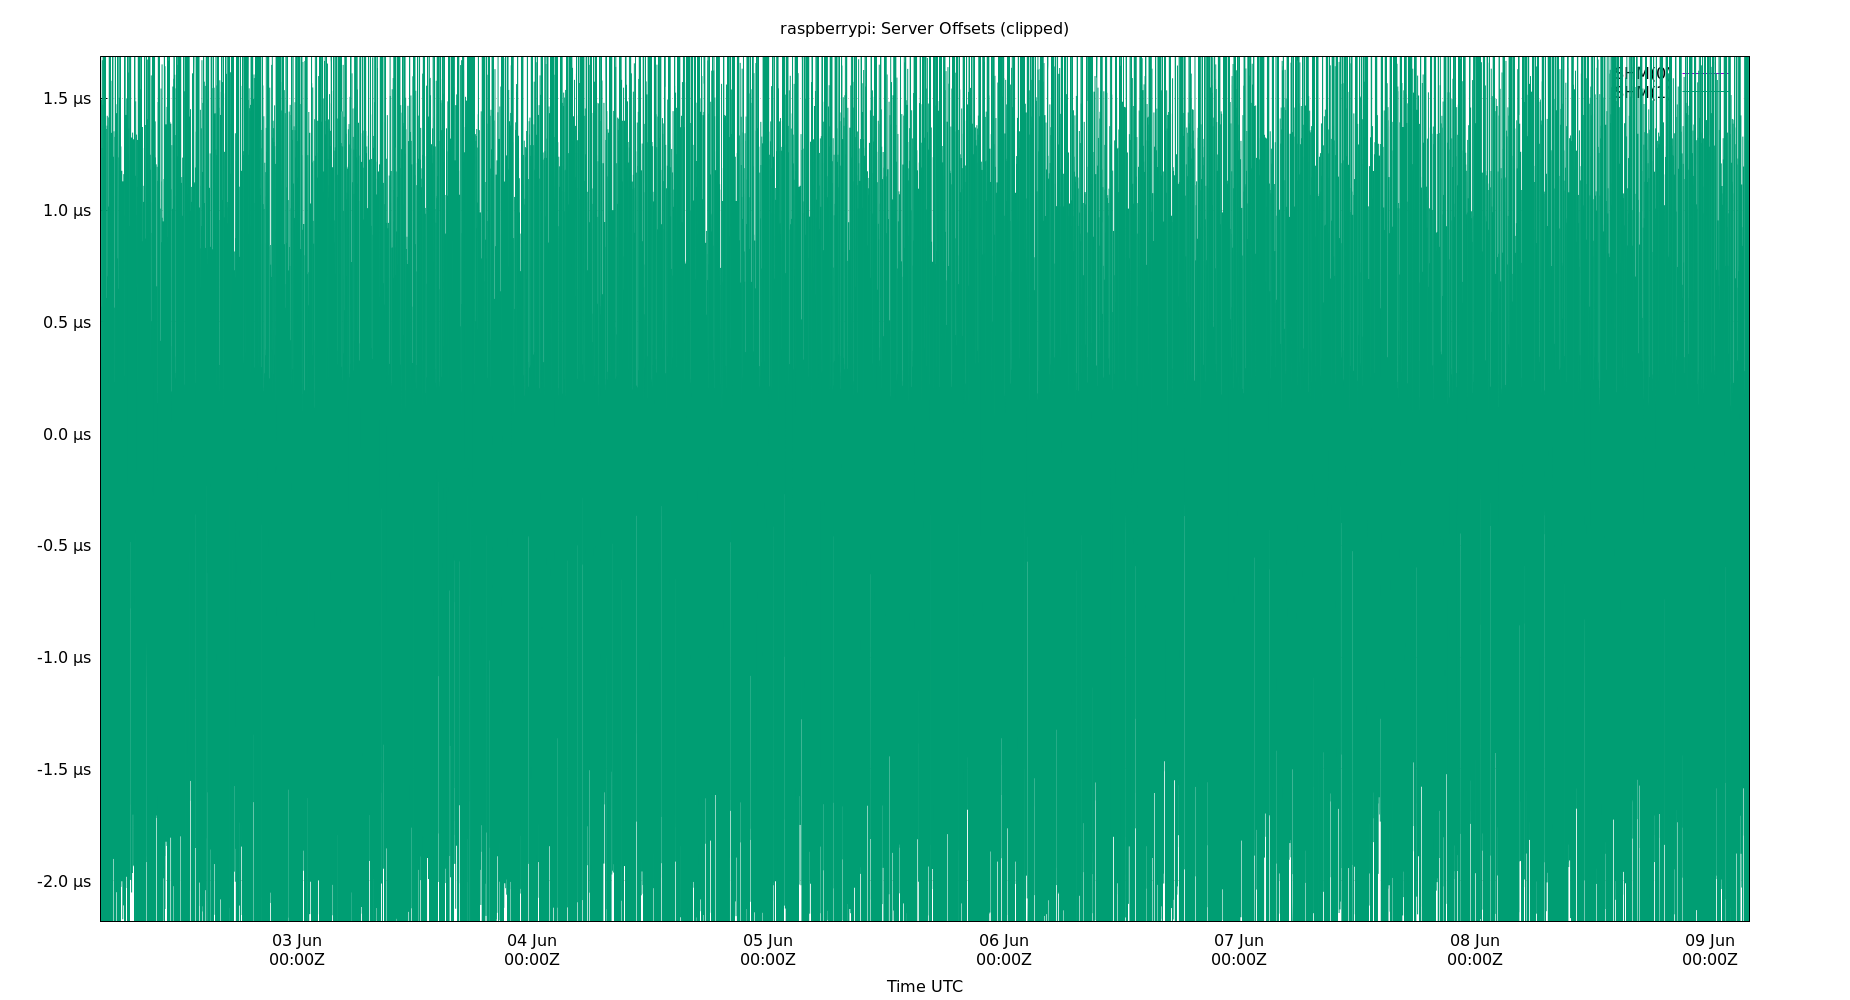 raspberrypi: Server Offsets (clipped)
1.5 µs
1.0 µs
0.5 µs
0.0 µs
-0.5 µs
-1.0 µs
-1.5 µs
-2.0 µs
03 Jun 04 Jun 05 Jun 06 Jun 07 Jun 08 Jun 09 Jun
00:00Z 00:00Z 00:00Z 00:00Z 00:00Z 00:00Z 00:00Z
Time UTC